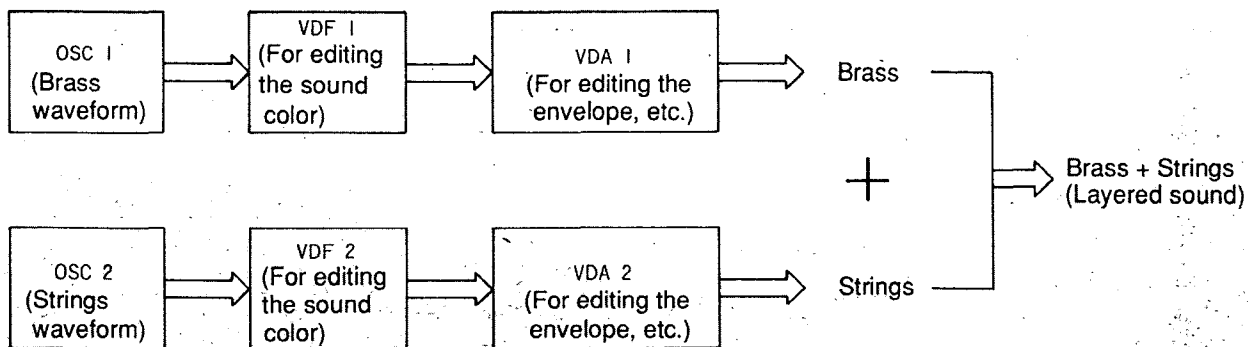 OSC 1
(Brass
waveform)
VDF 1
(For editing
the sound
color)
VDA 1
(For editing the
envelope, etc.)
Brass
+
Brass + Strings
(Layered sound)
OSC 2
(Strings
waveform)
VDF 2
(For editing
the sound
color)
VDA 2
(For editing the
envelope, etc.)
Strings